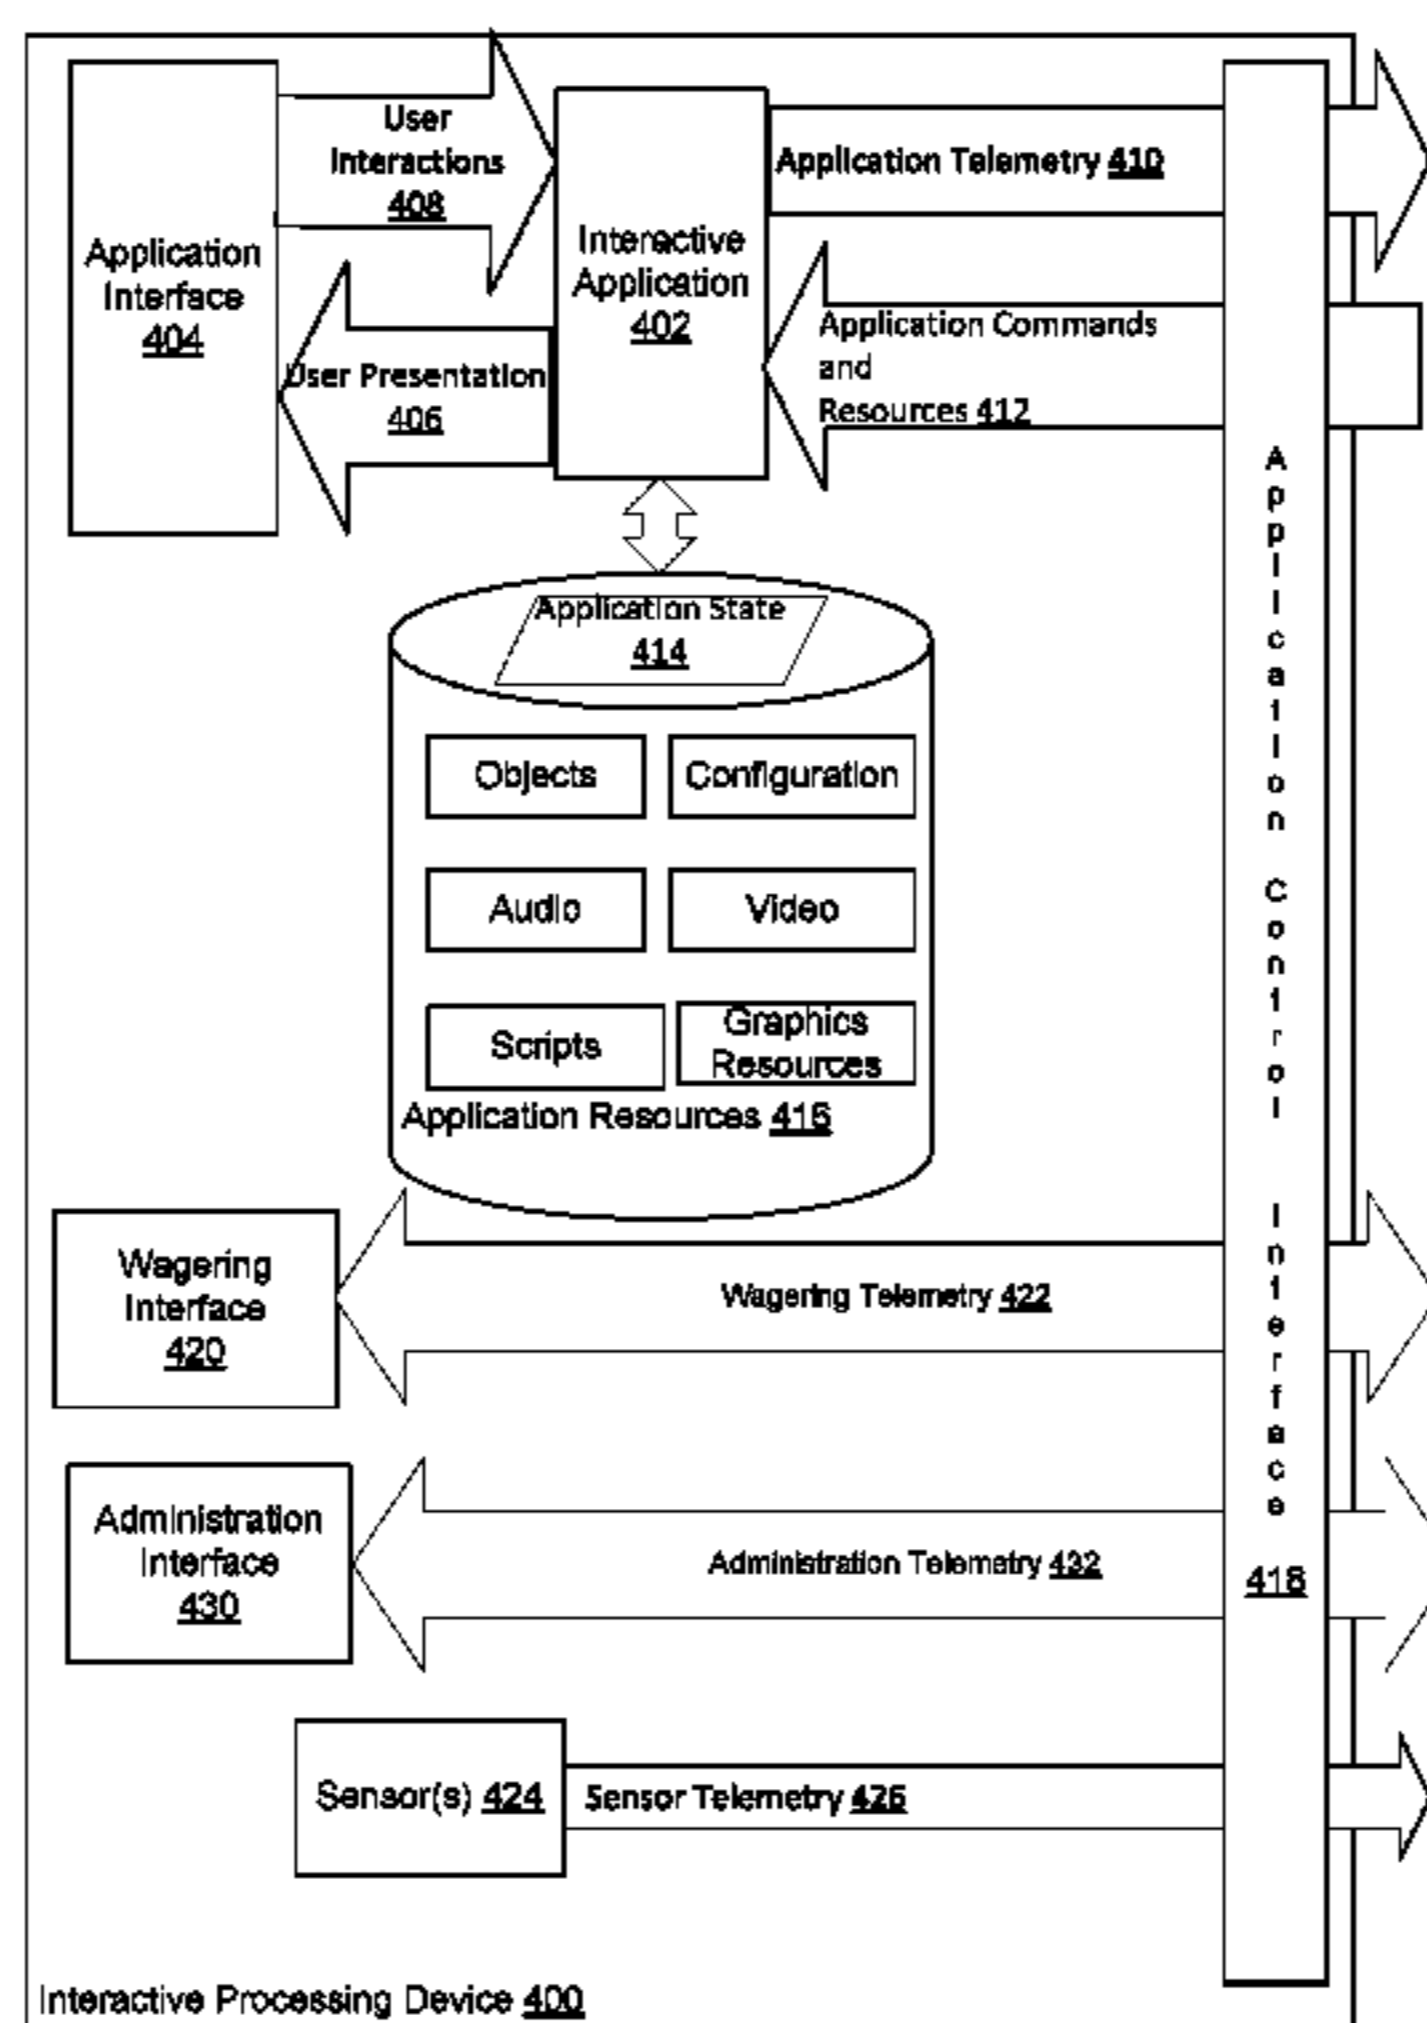 Application
Interface
404
User
Interactions
408
User Presentation
406
Interactive
Application
402
Application Telemetry 410
Application Commands
and
Resources 412
Application State
414
Objects
Configuration
Audio
Video
Scripts
Graphics
Resources
Application Resources 416
Application Control Interface
418
Wagering
Interface
420
Wagering Telemetry 422
Administration
Interface
430
Administration Telemetry 432
Sensor(s) 424
Sensor Telemetry 426
Interactive Processing Device 400